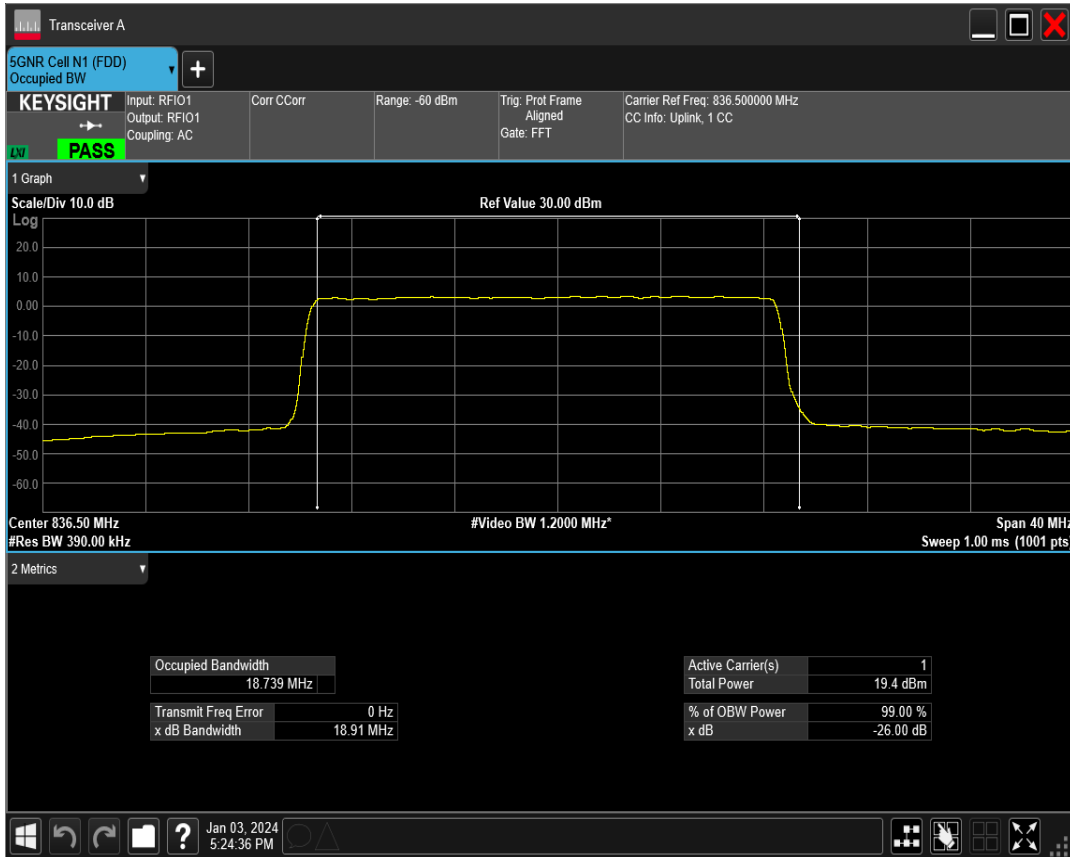 Transceiver A
5GNR Cell N1 (FDD)
Occupied BW
+
KEYSIGHT
LXI
PASS
Input: RFIO1
Output: RFIO1
Coupling: AC
Corr CCorr
Range: -60 dBm
Trig: Prot Frame
Aligned
Gate: FFT
Carrier Ref Freq: 836.500000 MHz
CC Info: Uplink, 1 CC
1 Graph
Scale/Div 10.0 dB
Ref Value 30.00 dBm
Log
20.0
10.0
0.00
-10.0
-20.0
-30.0
-40.0
-50.0
-60.0
Center 836.50 MHz
#Video BW 1.2000 MHz*
Span 40 MHz
#Res BW 390.00 kHz
Sweep 1.00 ms (1001 pts)
2 Metrics
Occupied Bandwidth
18.739 MHz
Transmit Freq Error 0 Hz
x dB Bandwidth 18.91 MHz
Active Carrier(s) 1
Total Power 19.4 dBm
% of OBW Power 99.00 %
x dB -26.00 dB
?
Jan 03, 2024
5:24:36 PM